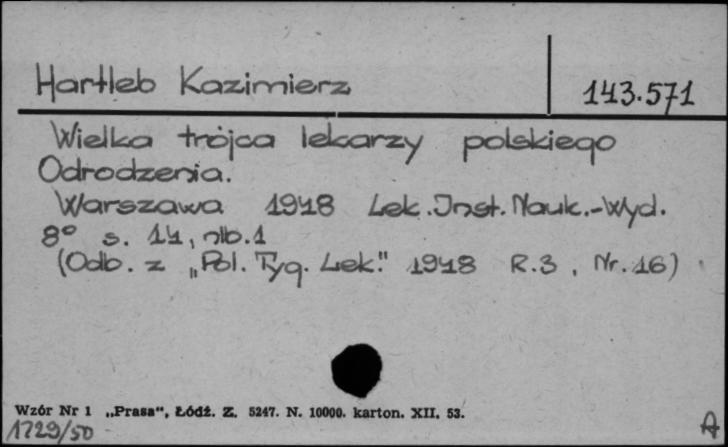 Hartleb Kazimierz
143.571
Wielka trójca lekarzy polskiego
Odrodzenia.
Warszawa 1948 Lek.Inst.Nauk.-Wyd.
8° s. 14, nlb.1
(Odb. z „Pol. Tyg. Lek." 1948 R.3, Nr.16)
Wzór Nr 1 „Prasa“, Łódź. Z. 5247. N. 10000. karton. XII. 53.
1729/50
A